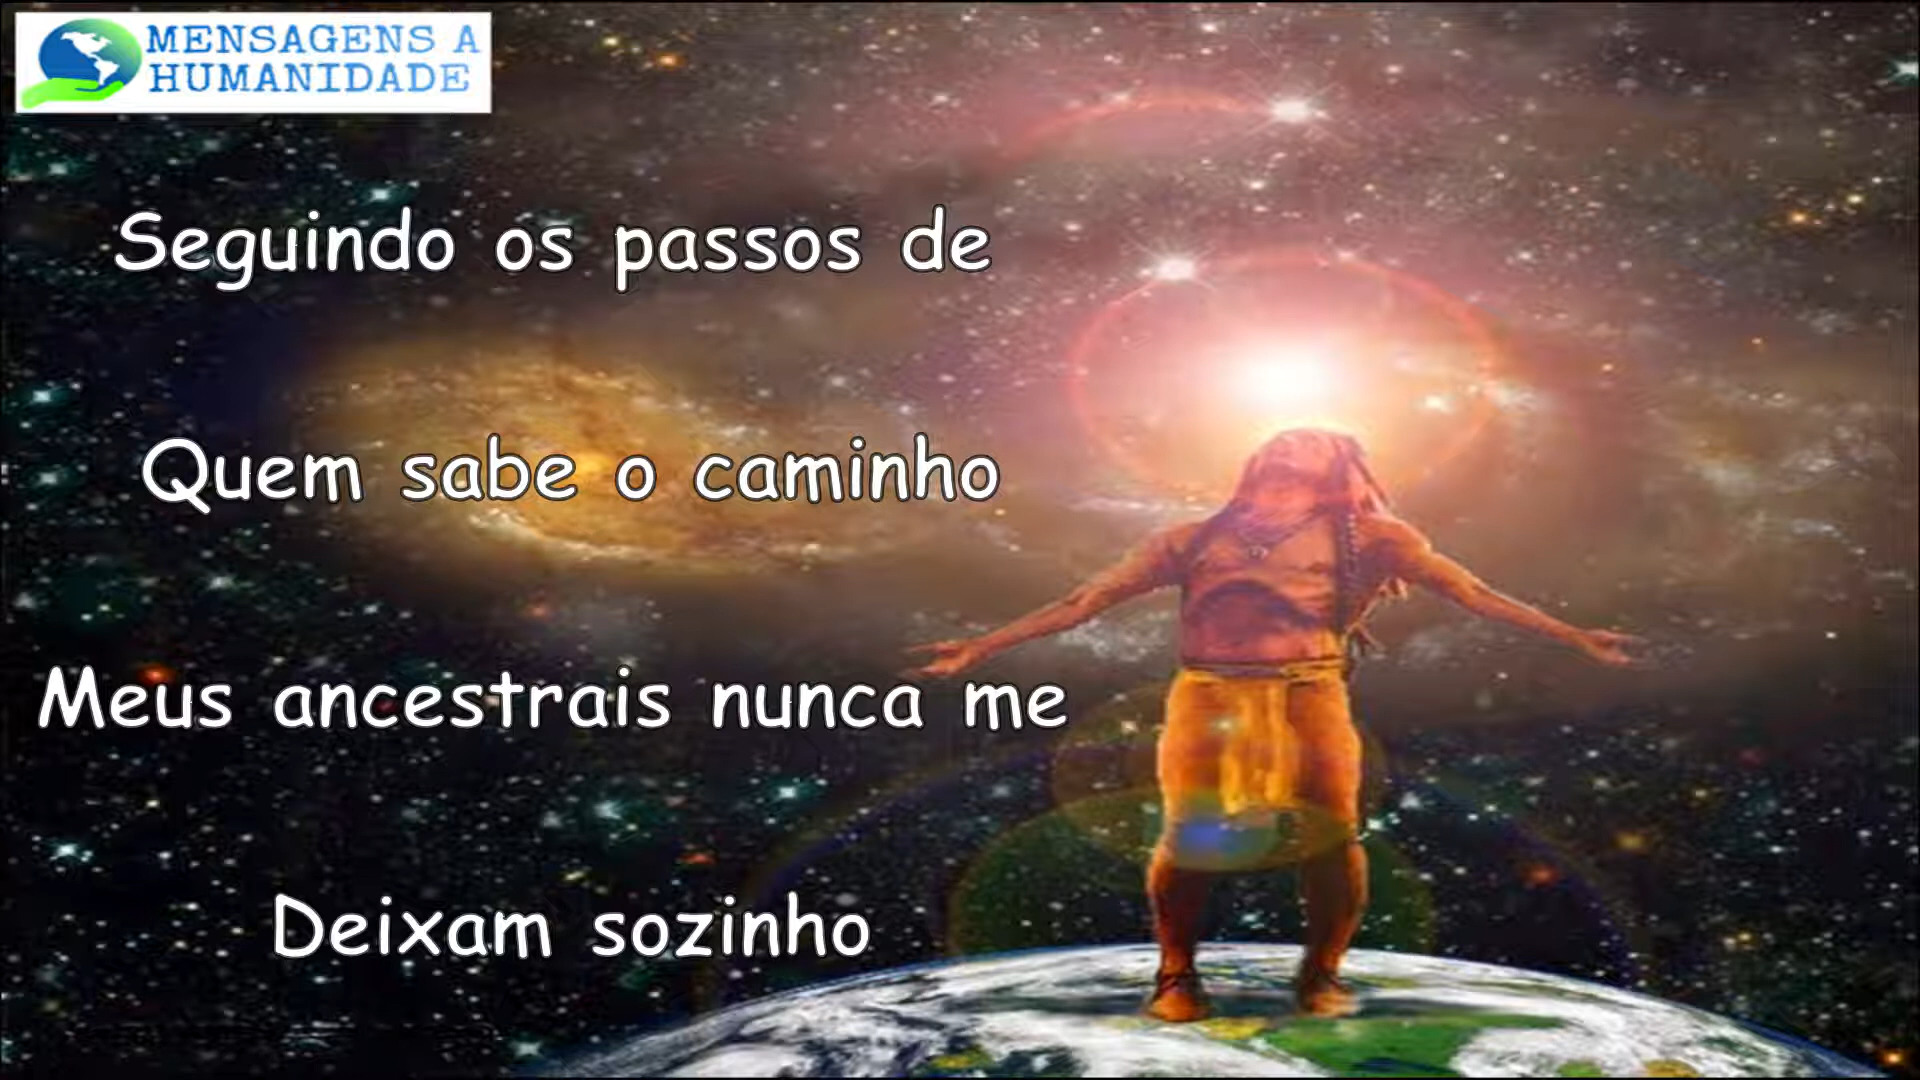 MENSAGENS A
HUMANIDADE
Seguindo os passos de
Quem sabe o caminho
Meus ancestrais nunca me
Deixam sozinho